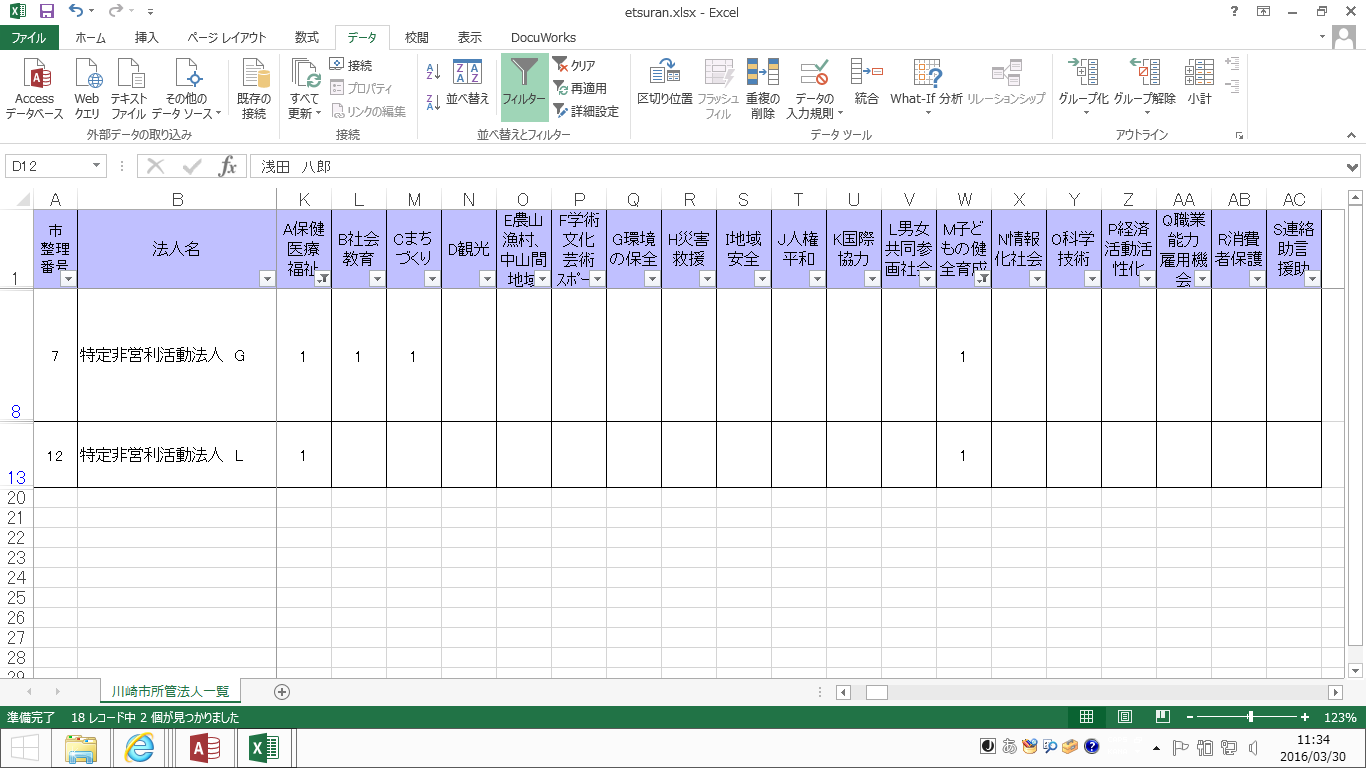 etsuran.xlsx - Excel
ファイル ホーム 挿入 ページ レイアウト 数式 データ 校閲 表示 DocuWorks
Access
データベース
Web
クエリ
テキスト
ファイル
その他の
データ ソース
既存の
接続
外部データの取り込み
すべて
更新
接続
プロパティ
リンクの編集
接続
並べ替え
フィルター
クリア
再適用
詳細設定
並べ替えとフィルター
区切り位置
フラッシュ
フィル
重複の
削除
データの
入力規則
統合
What-If 分析
リレーションシップ
データ ツール
グループ化
グループ解除
小計
アウトライン
D12
浅田 八郎
A B K L M N O P Q R S T U V W X Y Z AA AB AC
1
市
整理
番号
法人名
A保健
医療
福祉
B社会
教育
Cまち
づくり
D観光
E農山
漁村、
中山間
地域
F学術
文化
芸術
スポー
G環境
の保全
H災害
救援
I地域
安全
J人権
平和
K国際
協力
L男女
共同参
画社会
M子ど
もの健
全育成
N情報
化社会
O科学
技術
P経済
活動活
性化
Q職業
能力
雇用機
会
R消費
者保護
S連絡
助言
援助
8 7 特定非営利活動法人 G 1 1 1 1
13 12 特定非営利活動法人 L 1 1
20
21
22
23
24
25
26
27
28
29
川崎市所管法人一覧
準備完了 18 レコード中 2 個が見つかりました 123%
11:34
2016/03/30